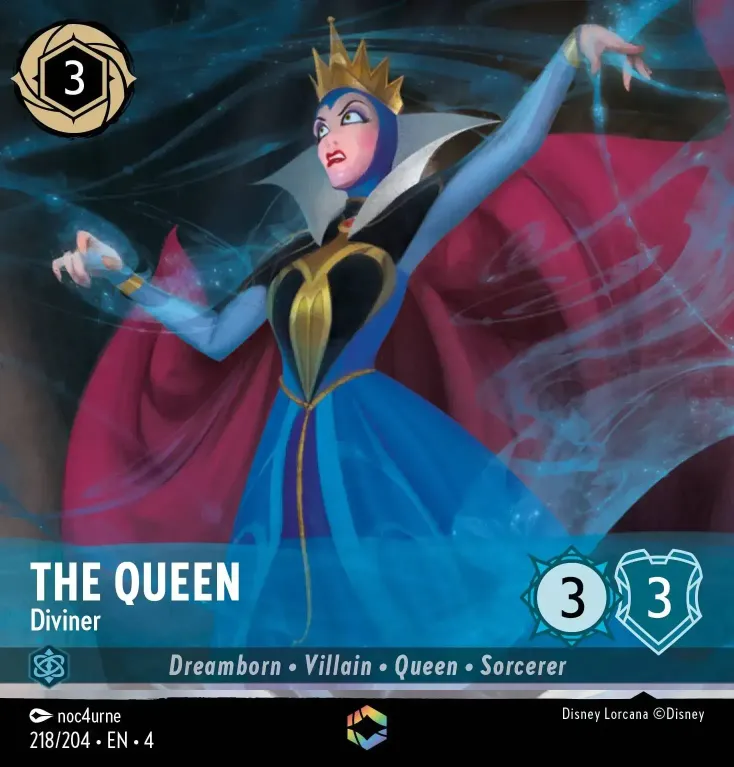 3
THE QUEEN
Diviner
3 3
Dreamborn • Villain • Queen • Sorcerer
noc4urne
Disney Lorcana ©Disney
218/204 • EN • 4